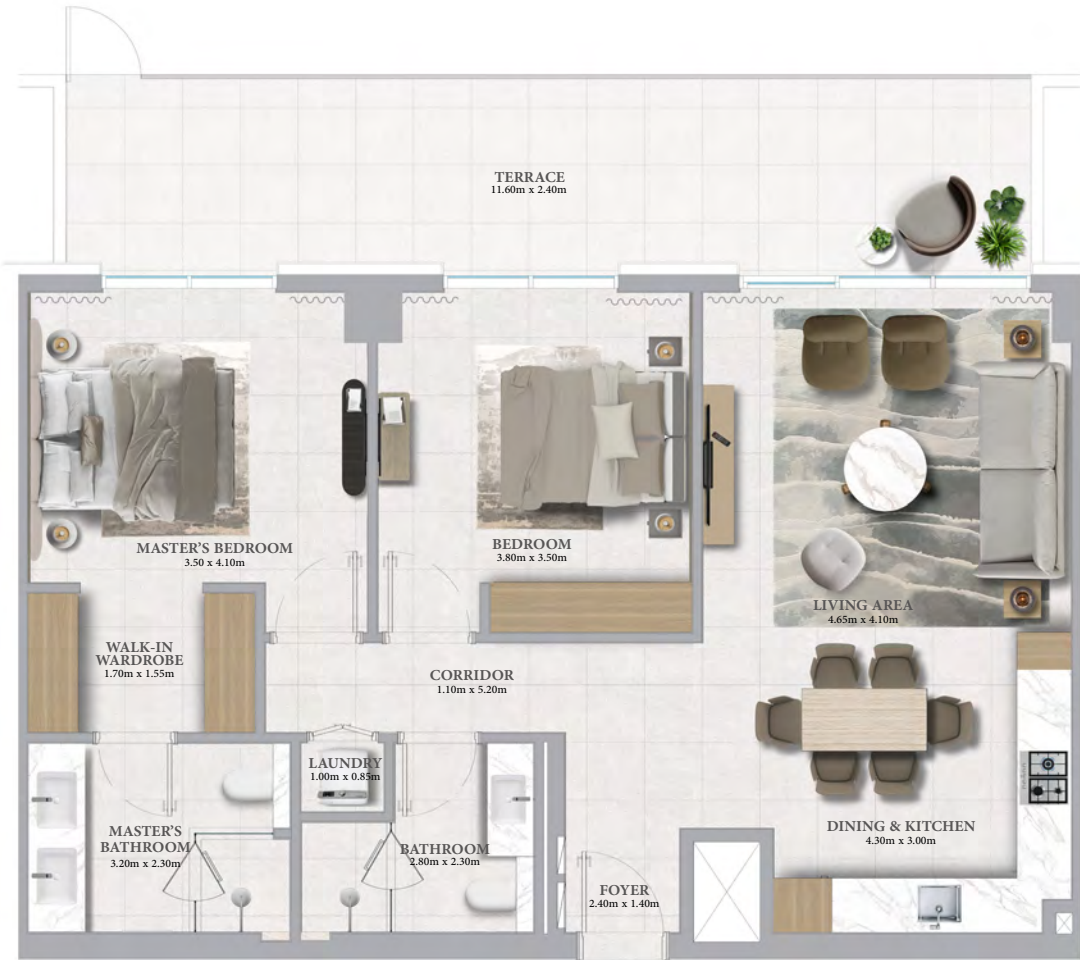 TERRACE
11.60m x 2.40m
MASTER'S BEDROOM
3.50 x 4.10m
BEDROOM
3.80m x 3.50m
LIVING AREA
4.65m x 4.10m
WALK-IN
WARDROBE
1.70m x 1.55m
CORRIDOR
1.10m x 5.20m
LAUNDRY
1.00m x 0.85m
MASTER'S
BATHROOM
3.20m x 2.30m
BATHROOM
2.80m x 2.30m
DINING & KITCHEN
4.30m x 3.00m
FOYER
2.40m x 1.40m